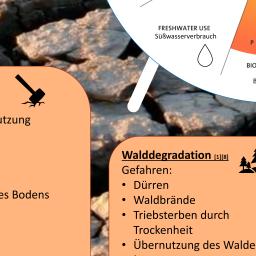 FRESHWATER USE
Süßwasserverbrauch
P
BIO
utzung
es Bodens
Walddegradation [1][8]
Gefahren:
• Dürren
• Waldbrände
• Triebsterben durch
Trockenheit
• Übernutzung des Walde